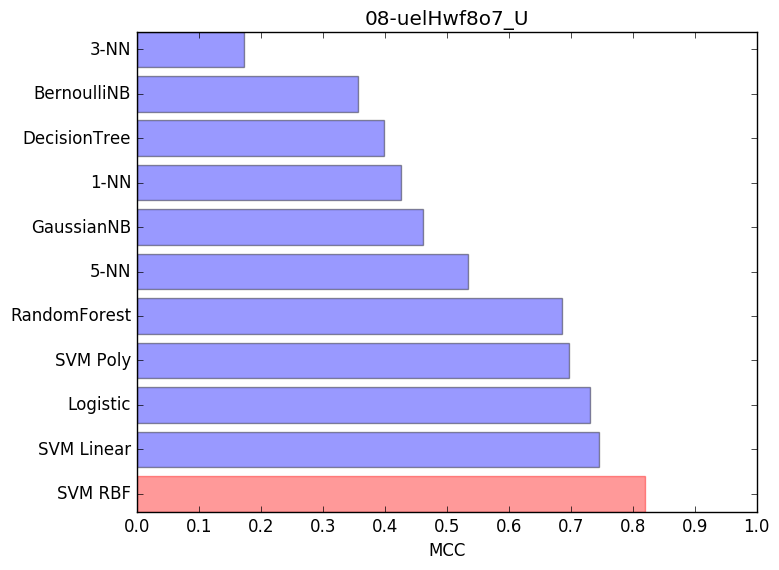 08-uelHwf8o7_U
3-NN
BernoulliNB
DecisionTree
1-NN
GaussianNB
5-NN
RandomForest
SVM Poly
Logistic
SVM Linear
SVM RBF
0.0 0.1 0.2 0.3 0.4 0.5 0.6 0.7 0.8 0.9 1.0
MCC